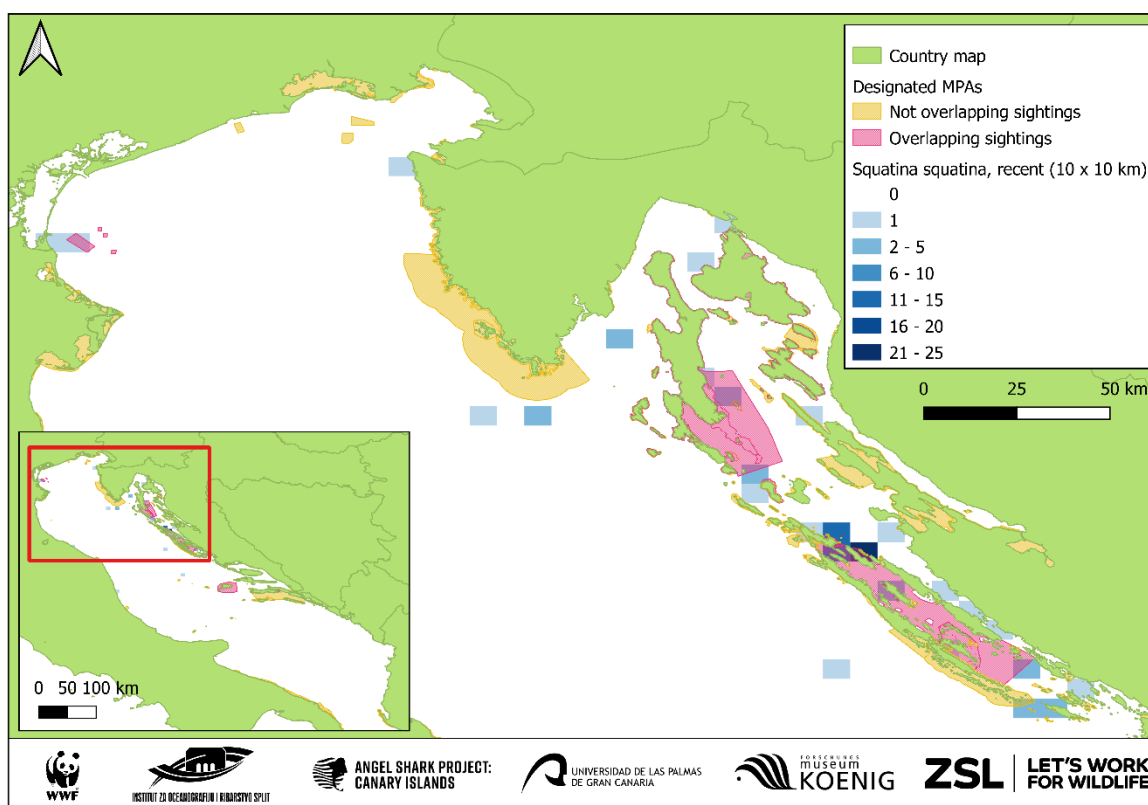 Country map
Designated MPAs
Not overlapping sightings
Overlapping sightings
Squatina squatina, recent (10 x 10 km)
0
1
2 - 5
6 - 10
11 - 15
16 - 20
21 - 25
0 25 50 km
0 50 100 km
WWF
INSTITUT ZA OCEANOGRAFIJU I RIBARSTVO SPLIT
ANGEL SHARK PROJECT:
CANARY ISLANDS
UNIVERSIDAD DE LAS PALMAS
DE GRAN CANARIA
FORSCHUNGS
museum
KOENIG
ZSL
LET'S WORK
FOR WILDLIFE